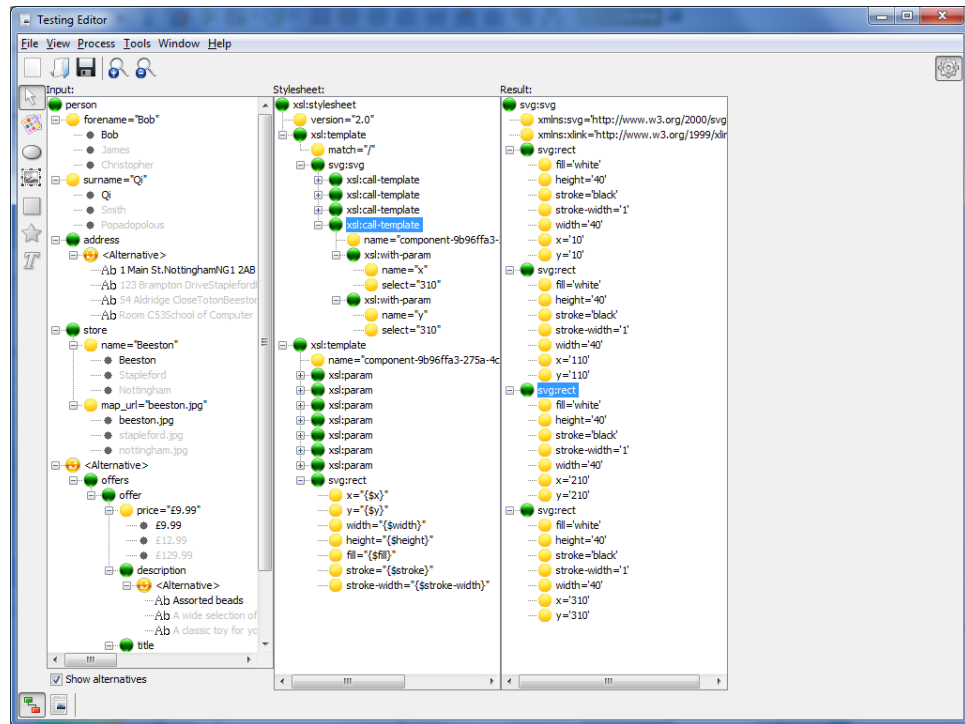 Testing Editor
File View Process Tools Window Help
Input:
person
forename="Bob"
Bob
James
Christopher
surname="Qi"
Qi
Smith
Popadopolous
address
<Alternative>
Ab 1 Main St.NottinghamNG1 2AB
Ab 123 Brampton DriveStapleford
Ab 54 Aldridge CloseTotonBeeston
Ab Room C53School of Computer
store
name="Beeston"
Beeston
Stapleford
Nottingham
map_url="beeston.jpg"
beeston.jpg
stapleford.jpg
nottingham.jpg
<Alternative>
offers
offer
price="£9.99"
£9.99
£12.99
£129.99
description
<Alternative>
Ab Assorted beads
Ab A wide selection of
Ab A classic toy for yo
title
Show alternatives
Stylesheet:
xsl:stylesheet
version="2.0"
xsl:template
match="/"
svg:svg
xsl:call-template
xsl:call-template
xsl:call-template
xsl:call-template
name="component-9b96ffa3-
xsl:with-param
name="x"
select="310"
xsl:with-param
name="y"
select="310"
xsl:template
name="component-9b96ffa3-275a-4c
xsl:param
xsl:param
xsl:param
xsl:param
xsl:param
xsl:param
xsl:param
svg:rect
x="{$x}"
y="{$y}"
width="{$width}"
height="{$height}"
fill="{$fill}"
stroke="{$stroke}"
stroke-width="{$stroke-width}"
Result:
svg:svg
xmlns:svg='http://www.w3.org/2000/svg
xmlns:xlink='http://www.w3.org/1999/xlin
svg:rect
fill='white'
height='40'
stroke='black'
stroke-width='1'
width='40'
x='10'
y='10'
svg:rect
fill='white'
height='40'
stroke='black'
stroke-width='1'
width='40'
x='110'
y='110'
svg:rect
fill='white'
height='40'
stroke='black'
stroke-width='1'
width='40'
x='210'
y='210'
svg:rect
fill='white'
height='40'
stroke='black'
stroke-width='1'
width='40'
x='310'
y='310'